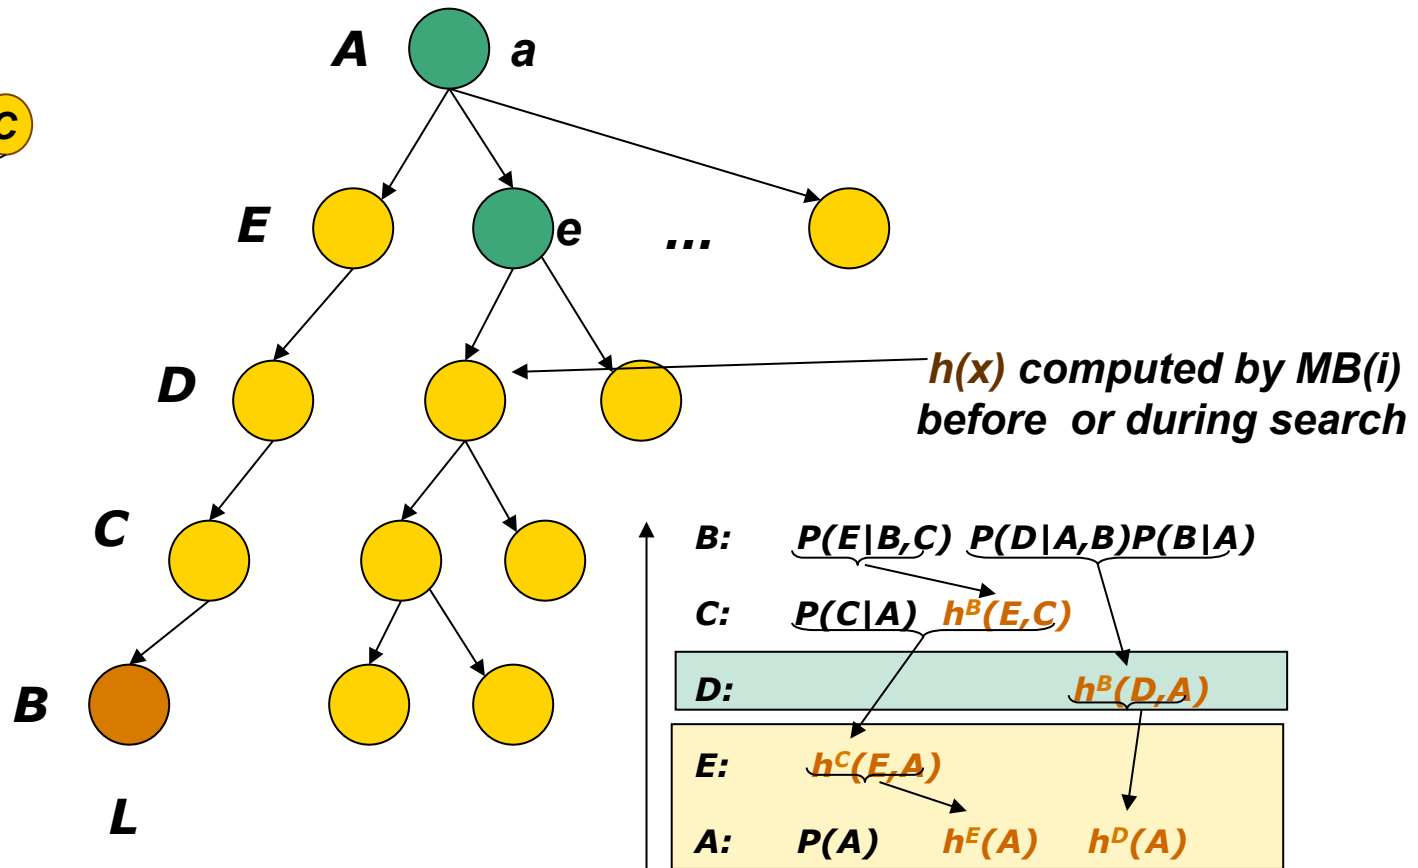 A a
C
E e ...
D
h(x) computed by MB(i)
before or during search
C
B
L
B: P(E|B,C) P(D|A,B)P(B|A)
C: P(C|A) hᴮ(E,C)
D: hᴮ(D,A)
E: hᶜ(E,A)
A: P(A) hᴱ(A) hᴰ(A)